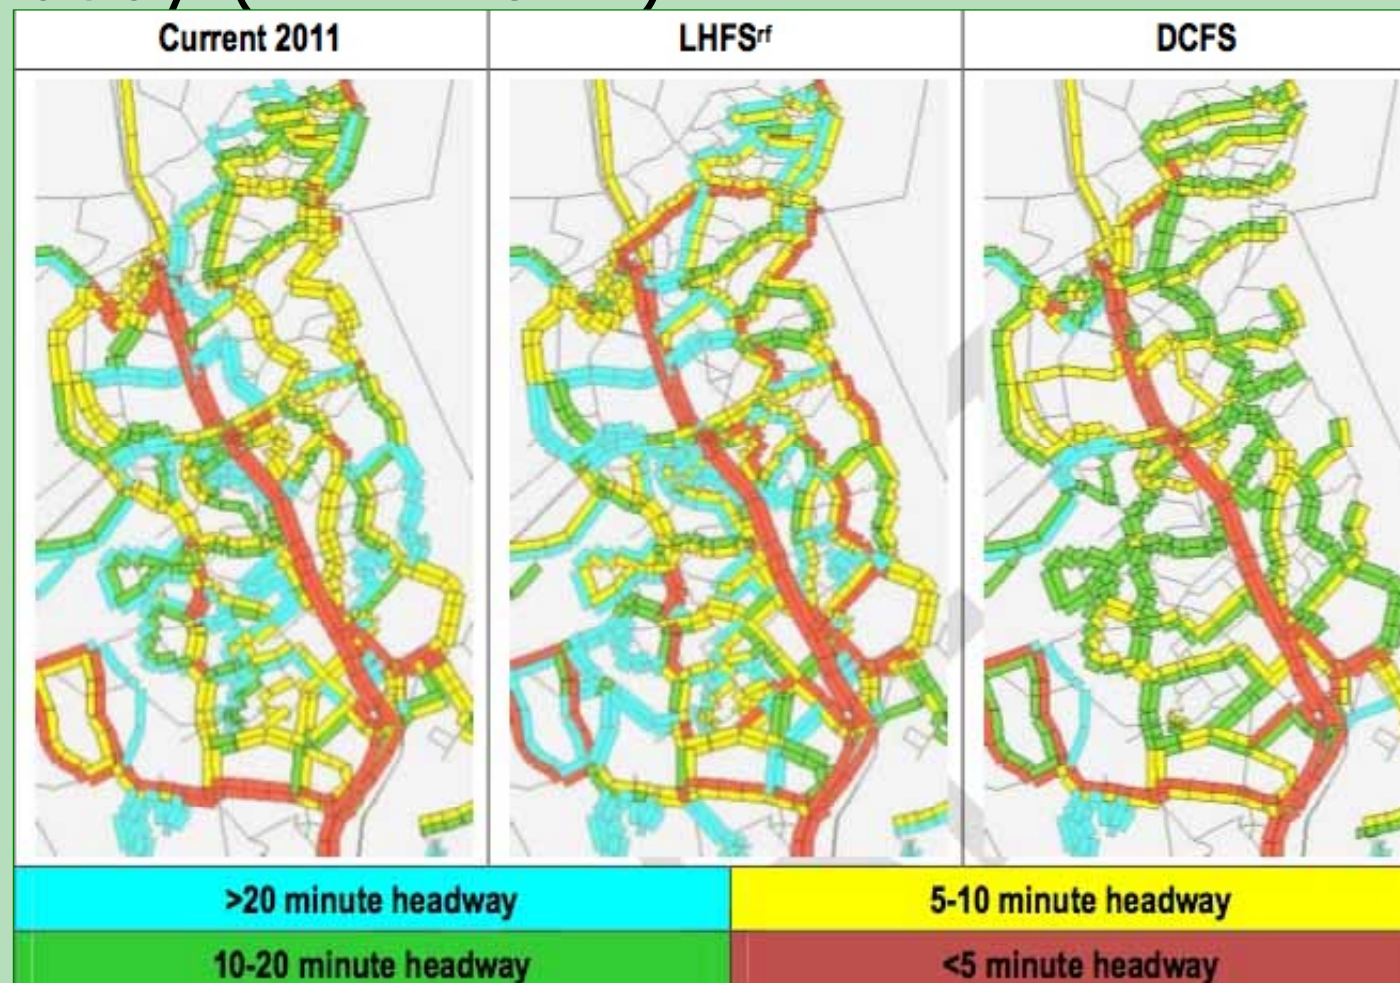 Current 2011
LHFSrf
DCFS
>20 minute headway
5-10 minute headway
10-20 minute headway
<5 minute headway